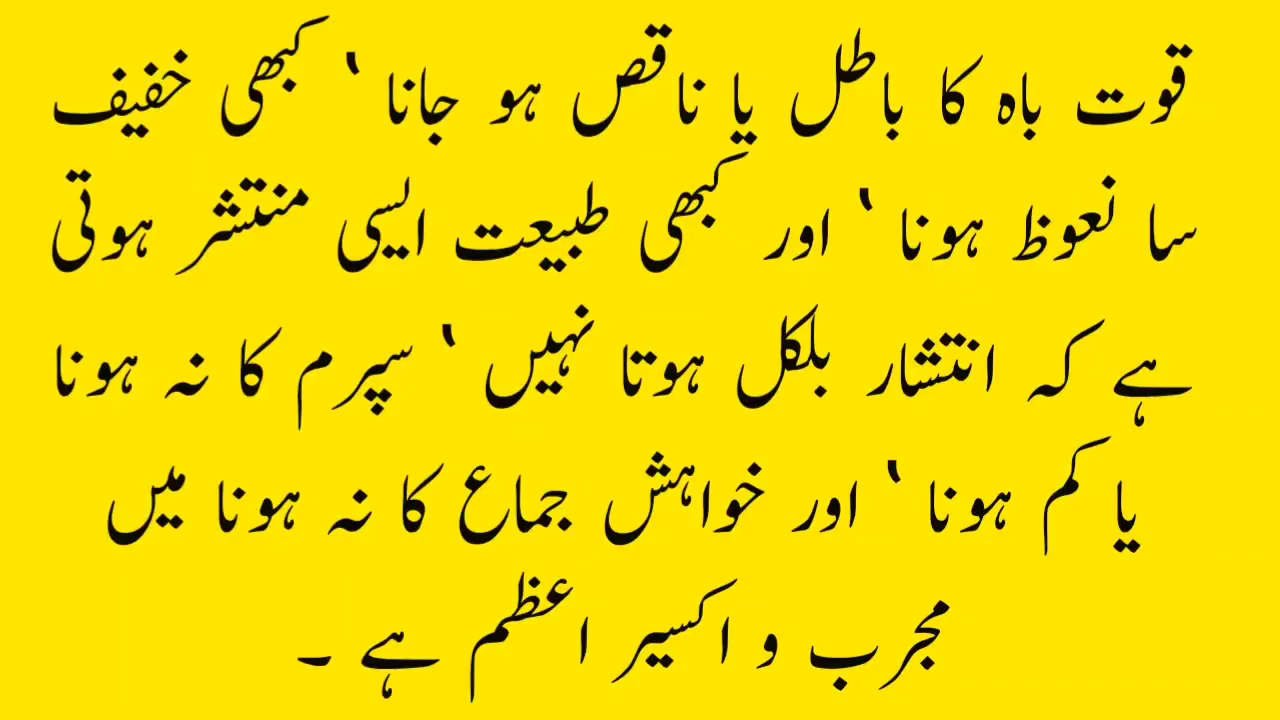 قوت باہ کا باطل یا ناقص ہو جانا ‘ کبھی خفیف
سا نعوظ ہونا ‘ اور کبھی طبیعت ایسی منتشر ہوتی
ہے کہ انتشار بلکل ہوتا نہیں ‘ سپرم کا نہ ہونا
یا کم ہونا ‘ اور خواہش جماع کا نہ ہونا میں
مجرب و اکسیر اعظم ہے ۔